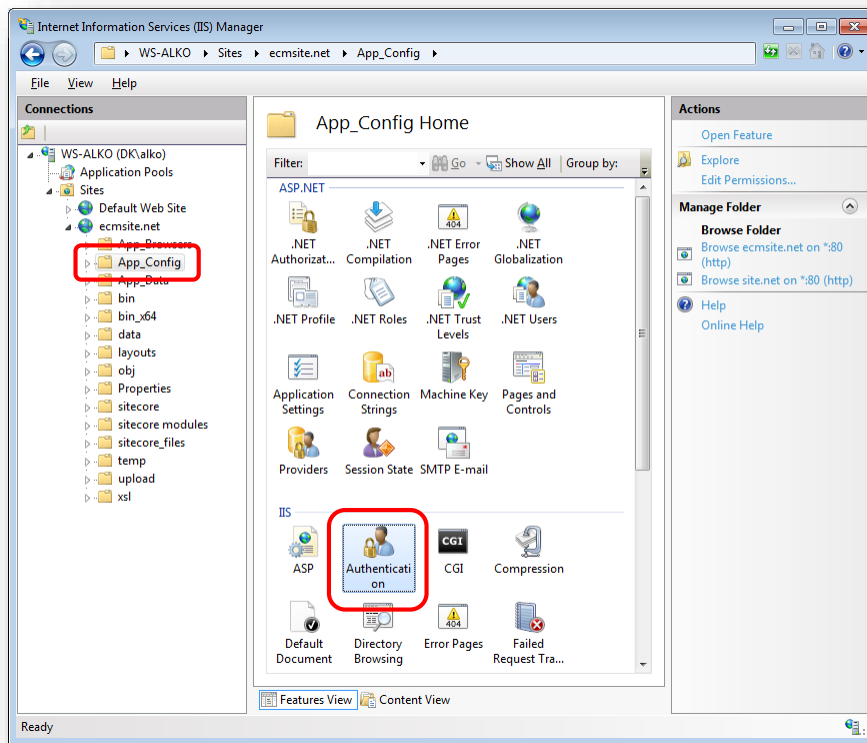 Internet Information Services (IIS) Manager
WS-ALKO Sites ecmsite.net App_Config
File View Help
Connections
WS-ALKO (DK\alko)
Application Pools
Sites
Default Web Site
ecmsite.net
App_Browsers
App_Config
App_Data
bin
bin_x64
data
layouts
obj
Properties
sitecore
sitecore modules
sitecore_files
temp
upload
xsl
App_Config Home
Filter: Go Show All Group by:
ASP.NET
.NET Authorizat...
.NET Compilation
.NET Error Pages
.NET Globalization
.NET Profile
.NET Roles
.NET Trust Levels
.NET Users
Application Settings
Connection Strings
ab
Machine Key
Pages and Controls
Providers
Session State
SMTP E-mail
IIS
ASP
Authenticati
on
CGI
CGI
Compression
Default Document
Directory Browsing
404
Error Pages
Failed Request Tra...
Features View Content View
Actions
Open Feature
Explore
Edit Permissions...
Manage Folder
Browse Folder
Browse ecmsite.net on *:80
(http)
Browse site.net on *:80 (http)
Help
Online Help
Ready